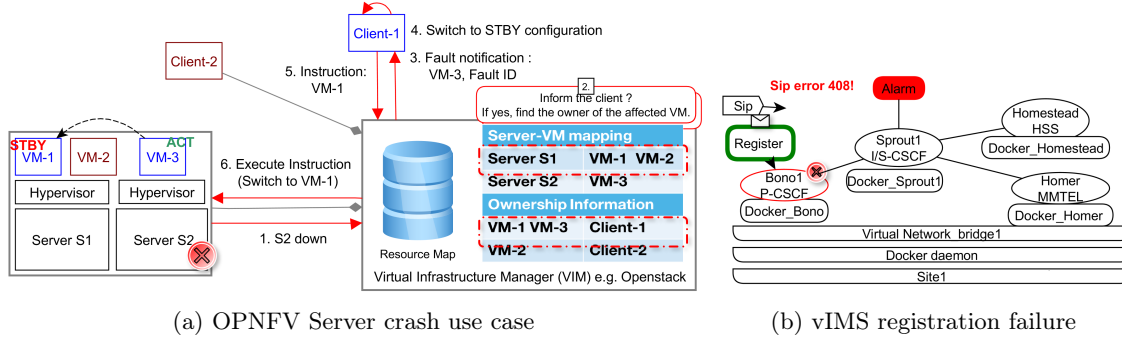 Client-1
4. Switch to STBY configuration
3. Fault notification :
VM-3, Fault ID
Client-2
5. Instruction:
VM-1
2.
Inform the client ?
If yes, find the owner of the affected VM.
STBY
ACT
VM-1
VM-2
VM-3
Hypervisor
Hypervisor
Server S1
Server S2
6. Execute Instruction
(Switch to VM-1)
1. S2 down
Resource Map
Server-VM mapping
Server S1 VM-1 VM-2
Server S2 VM-3
Ownership Information
VM-1 VM-3 Client-1
VM-2 Client-2
Virtual Infrastructure Manager (VIM) e.g. Openstack
(a) OPNFV Server crash use case
Sip error 408!
Alarm
Sip
Register
Bono1
P-CSCF
Docker_Bono
Sprout1
I/S-CSCF
Docker_Sprout1
Homestead
HSS
Docker_Homestead
Homer
MMTEL
Docker_Homer
Virtual Network bridge1
Docker daemon
Site1
(b) vIMS registration failure